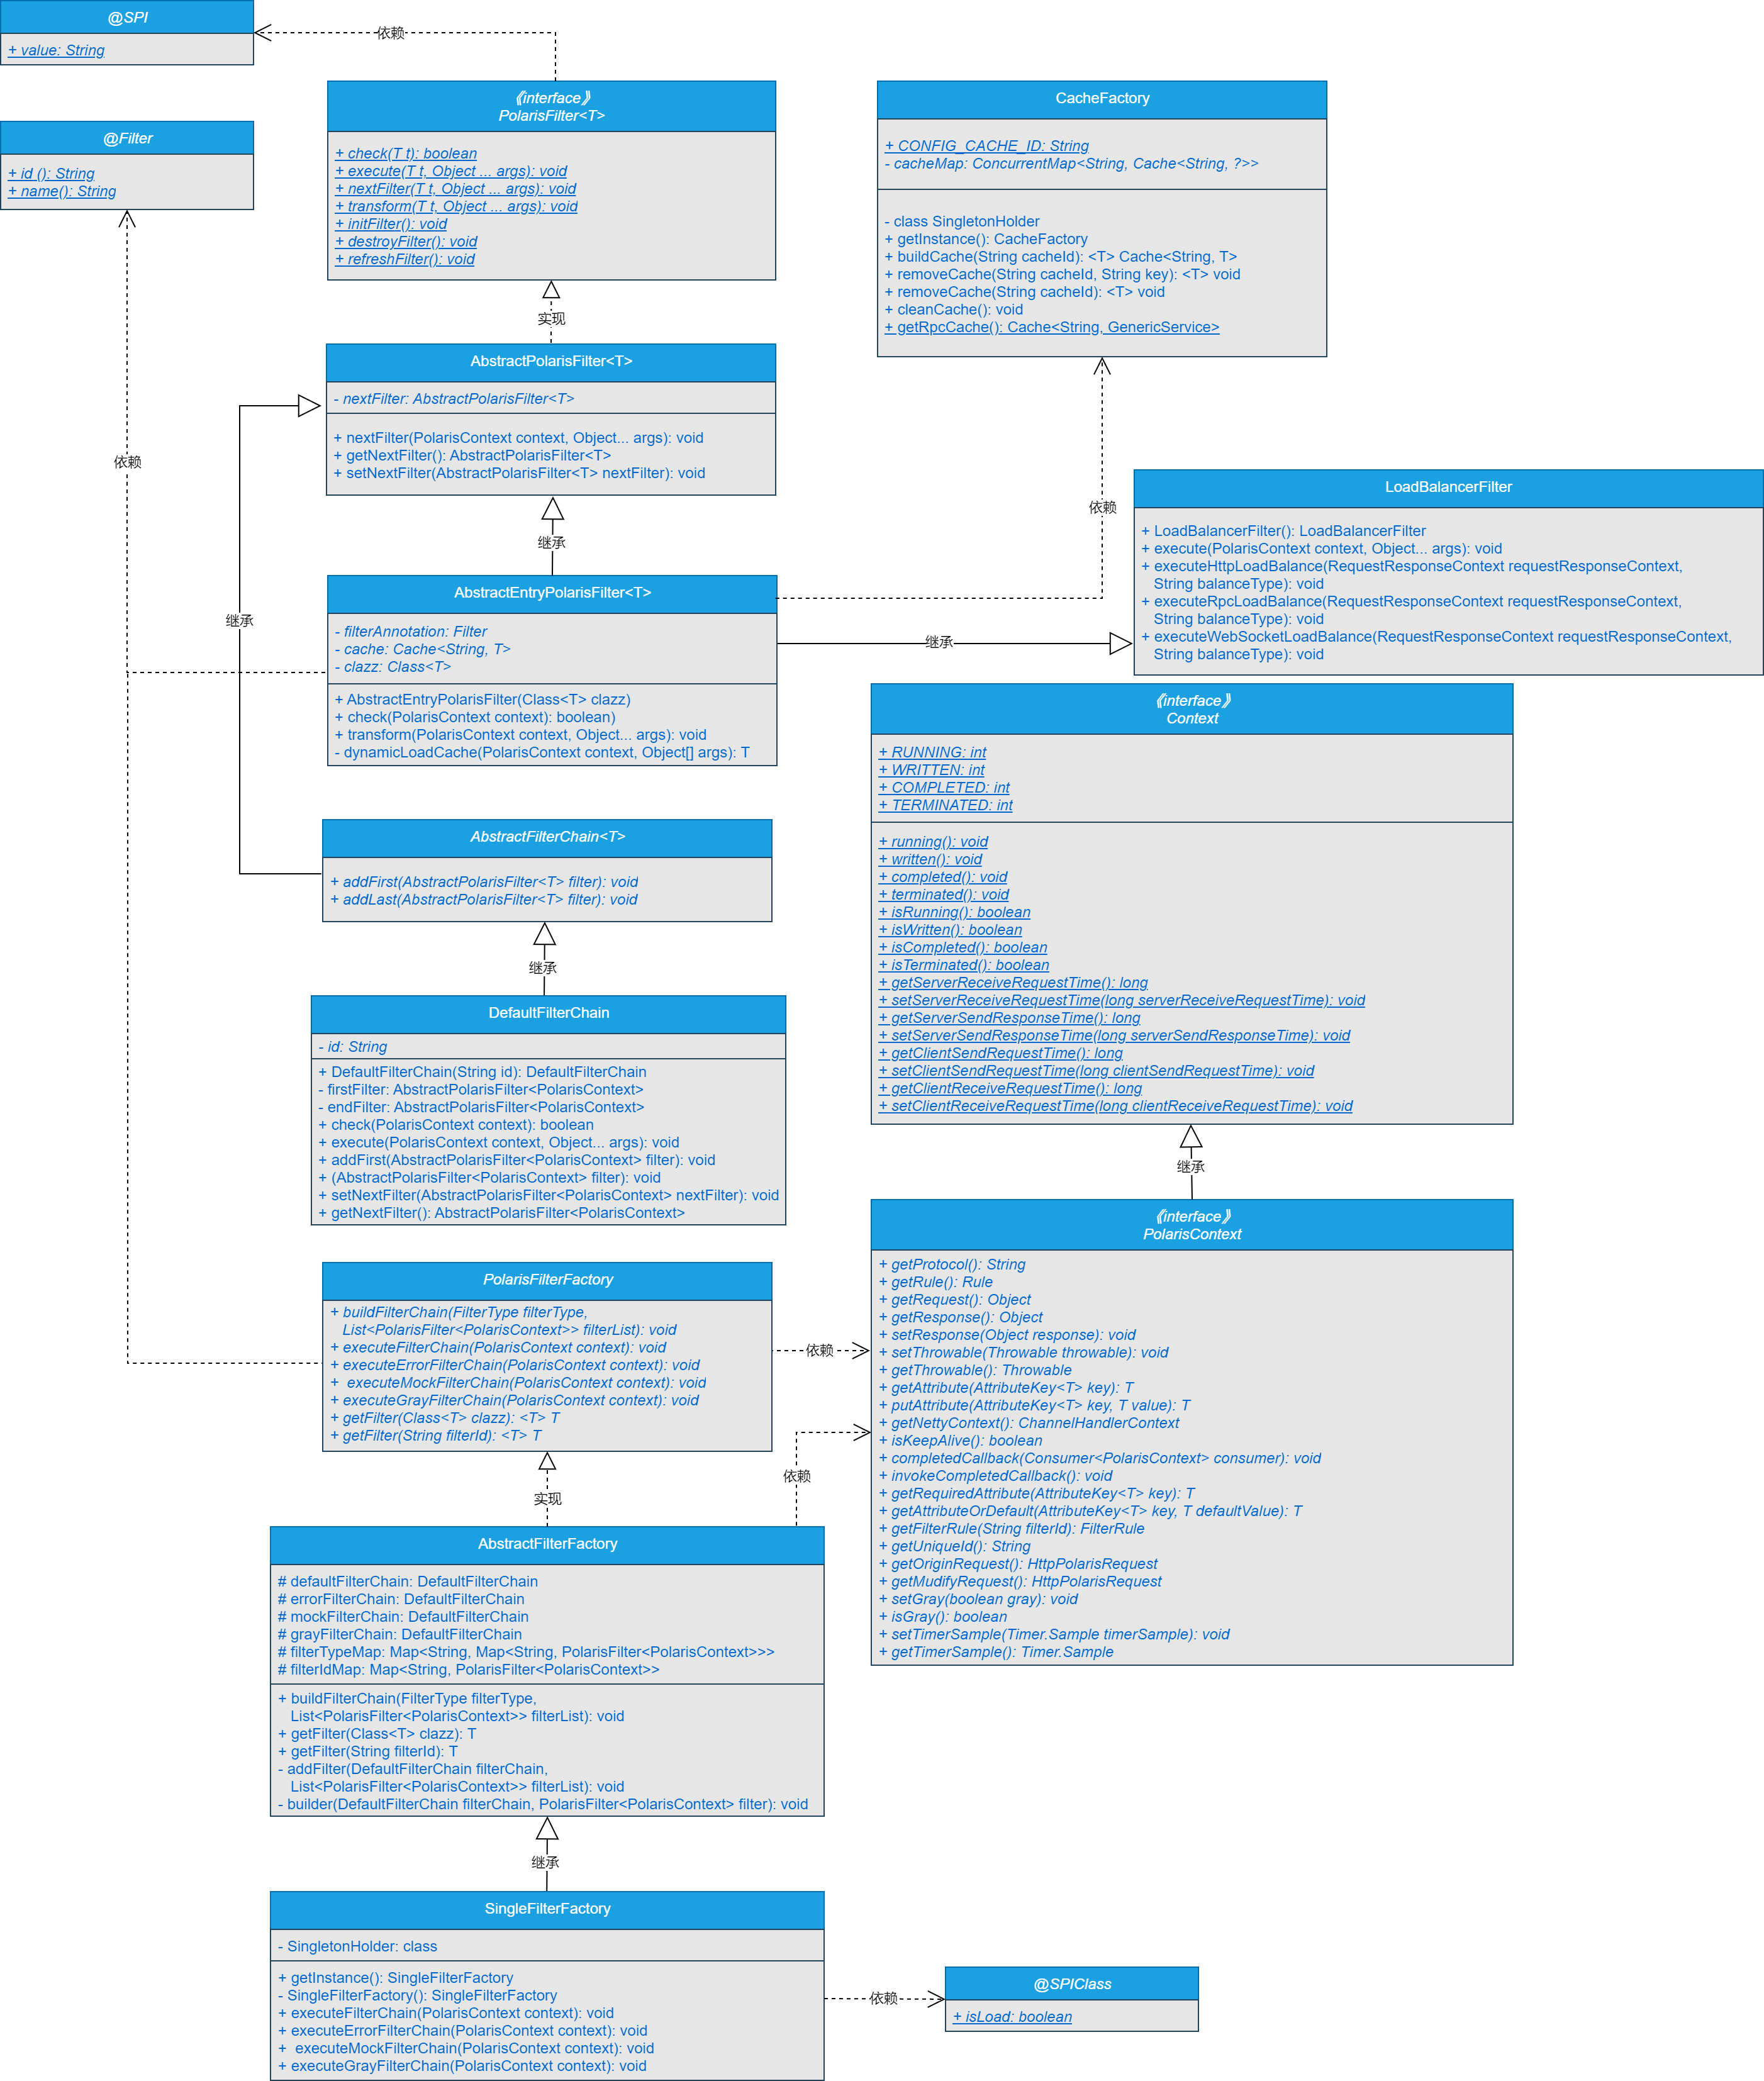 @SPI
+ value: String
依赖
@Filter
+ id (): String
+ name(): String
依赖
《interface》
PolarisFilter<T>
+ check(T t): boolean
+ execute(T t, Object ... args): void
+ nextFilter(T t, Object ... args): void
+ transform(T t, Object ... args): void
+ initFilter(): void
+ destroyFilter(): void
+ refreshFilter(): void
实现
CacheFactory
+ CONFIG_CACHE_ID: String
- cacheMap: ConcurrentMap<String, Cache<String, ?>>
- class SingletonHolder
+ getInstance(): CacheFactory
+ buildCache(String cacheId): <T> Cache<String, T>
+ removeCache(String cacheId, String key): <T> void
+ removeCache(String cacheId): <T> void
+ cleanCache(): void
+ getRpcCache(): Cache<String, GenericService>
依赖
AbstractPolarisFilter<T>
- nextFilter: AbstractPolarisFilter<T>
+ nextFilter(PolarisContext context, Object... args): void
+ getNextFilter(): AbstractPolarisFilter<T>
+ setNextFilter(AbstractPolarisFilter<T> nextFilter): void
继承
继承
LoadBalancerFilter
+ LoadBalancerFilter(): LoadBalancerFilter
+ execute(PolarisContext context, Object... args): void
+ executeHttpLoadBalance(RequestResponseContext requestResponseContext,
String balanceType): void
+ executeRpcLoadBalance(RequestResponseContext requestResponseContext,
String balanceType): void
+ executeWebSocketLoadBalance(RequestResponseContext requestResponseContext,
String balanceType): void
AbstractEntryPolarisFilter<T>
- filterAnnotation: Filter
- cache: Cache<String, T>
- clazz: Class<T>
+ AbstractEntryPolarisFilter(Class<T> clazz)
+ check(PolarisContext context): boolean)
+ transform(PolarisContext context, Object... args): void
- dynamicLoadCache(PolarisContext context, Object[] args): T
继承
《interface》
Context
+ RUNNING: int
+ WRITTEN: int
+ COMPLETED: int
+ TERMINATED: int
+ running(): void
+ written(): void
+ completed(): void
+ terminated(): void
+ isRunning(): boolean
+ isWritten(): boolean
+ isCompleted(): boolean
+ isTerminated(): boolean
+ getServerReceiveRequestTime(): long
+ setServerReceiveRequestTime(long serverReceiveRequestTime): void
+ getServerSendResponseTime(): long
+ setServerSendResponseTime(long serverSendResponseTime): void
+ getClientSendRequestTime(): long
+ setClientSendRequestTime(long clientSendRequestTime): void
+ getClientReceiveRequestTime(): long
+ setClientReceiveRequestTime(long clientReceiveRequestTime): void
继承
AbstractFilterChain<T>
+ addFirst(AbstractPolarisFilter<T> filter): void
+ addLast(AbstractPolarisFilter<T> filter): void
继承
DefaultFilterChain
- id: String
+ DefaultFilterChain(String id): DefaultFilterChain
- firstFilter: AbstractPolarisFilter<PolarisContext>
- endFilter: AbstractPolarisFilter<PolarisContext>
+ check(PolarisContext context): boolean
+ execute(PolarisContext context, Object... args): void
+ addFirst(AbstractPolarisFilter<PolarisContext> filter): void
+ (AbstractPolarisFilter<PolarisContext> filter): void
+ setNextFilter(AbstractPolarisFilter<PolarisContext> nextFilter): void
+ getNextFilter(): AbstractPolarisFilter<PolarisContext>
《interface》
PolarisContext
+ getProtocol(): String
+ getRule(): Rule
+ getRequest(): Object
+ getResponse(): Object
+ setResponse(Object response): void
+ setThrowable(Throwable throwable): void
+ getThrowable(): Throwable
+ getAttribute(AttributeKey<T> key): T
+ putAttribute(AttributeKey<T> key, T value): T
+ getNettyContext(): ChannelHandlerContext
+ isKeepAlive(): boolean
+ completedCallback(Consumer<PolarisContext> consumer): void
+ invokeCompletedCallback(): void
+ getRequiredAttribute(AttributeKey<T> key): T
+ getAttributeOrDefault(AttributeKey<T> key, T defaultValue): T
+ getFilterRule(String filterId): FilterRule
+ getUniqueId(): String
+ getOriginRequest(): HttpPolarisRequest
+ getMudifyRequest(): HttpPolarisRequest
+ setGray(boolean gray): void
+ isGray(): boolean
+ setTimerSample(Timer.Sample timerSample): void
+ getTimerSample(): Timer.Sample
PolarisFilterFactory
+ buildFilterChain(FilterType filterType,
List<PolarisFilter<PolarisContext>> filterList): void
+ executeFilterChain(PolarisContext context): void
+ executeErrorFilterChain(PolarisContext context): void
+  executeMockFilterChain(PolarisContext context): void
+ executeGrayFilterChain(PolarisContext context): void
+ getFilter(Class<T> clazz): <T> T
+ getFilter(String filterId): <T> T
依赖
依赖
实现
AbstractFilterFactory
# defaultFilterChain: DefaultFilterChain
# errorFilterChain: DefaultFilterChain
# mockFilterChain: DefaultFilterChain
# grayFilterChain: DefaultFilterChain
# filterTypeMap: Map<String, Map<String, PolarisFilter<PolarisContext>>>
# filterIdMap: Map<String, PolarisFilter<PolarisContext>>
+ buildFilterChain(FilterType filterType,
List<PolarisFilter<PolarisContext>> filterList): void
+ getFilter(Class<T> clazz): T
+ getFilter(String filterId): T
- addFilter(DefaultFilterChain filterChain,
List<PolarisFilter<PolarisContext>> filterList): void
- builder(DefaultFilterChain filterChain, PolarisFilter<PolarisContext> filter): void
继承
SingleFilterFactory
- SingletonHolder: class
+ getInstance(): SingleFilterFactory
- SingleFilterFactory(): SingleFilterFactory
+ executeFilterChain(PolarisContext context): void
+ executeErrorFilterChain(PolarisContext context): void
+  executeMockFilterChain(PolarisContext context): void
+ executeGrayFilterChain(PolarisContext context): void
依赖
@SPIClass
+ isLoad: boolean